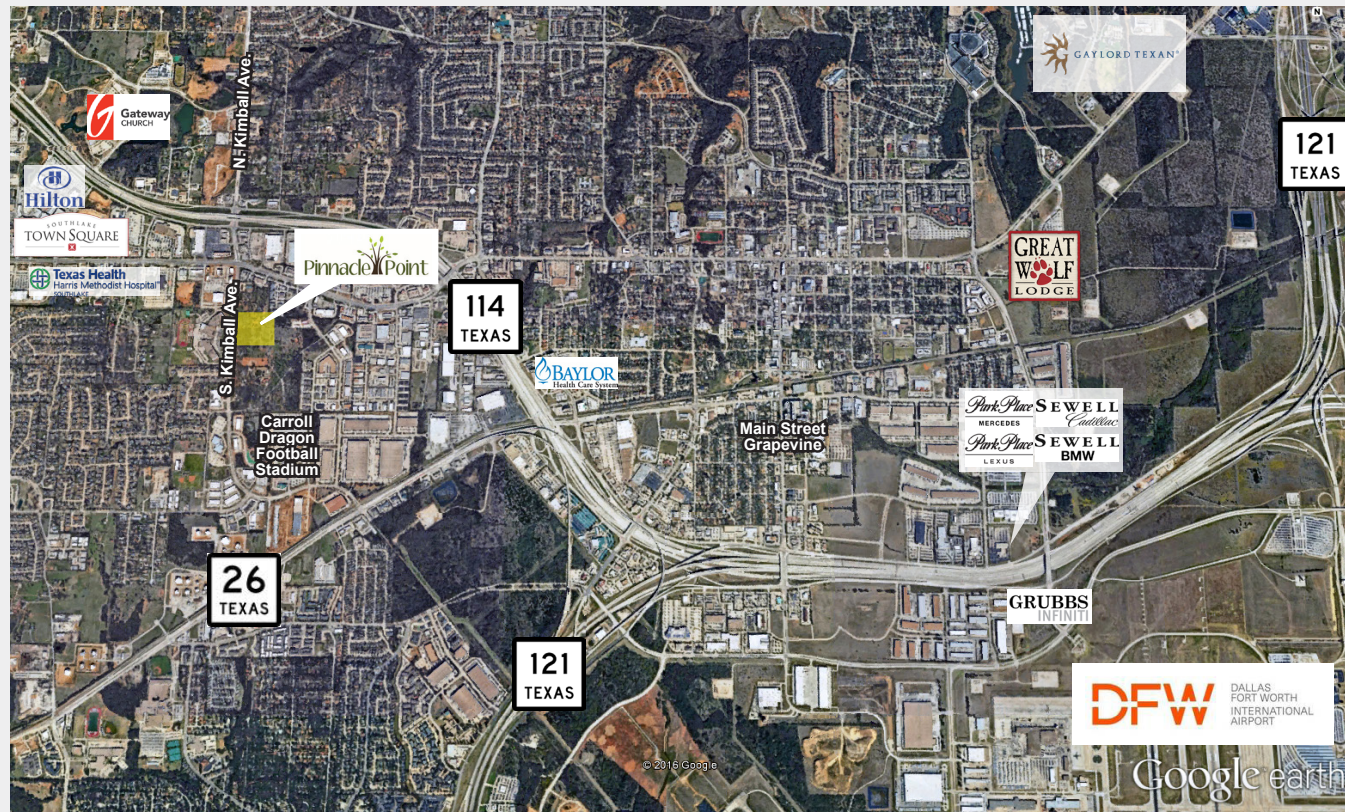 N
GAYLORD TEXAN
Gateway
CHURCH
N. Kimball Ave.
121
TEXAS
Hilton
SOUTHLAKE
TOWN SQUARE
Texas Health
Harris Methodist Hospital
SOUTHLAKE
Pinnacle Point
GREAT
WOLF
LODGE
S. Kimball Ave.
114
TEXAS
BAYLOR
Health Care System
Park Place
MERCEDES
SEWELL
Cadillac
Park Place
LEXUS
SEWELL
BMW
Carroll
Dragon
Football
Stadium
Main Street
Grapevine
26
TEXAS
GRUBBS
INFINITI
121
TEXAS
DFW
DALLAS
FORT WORTH
INTERNATIONAL
AIRPORT
© 2016 Google
Google earth